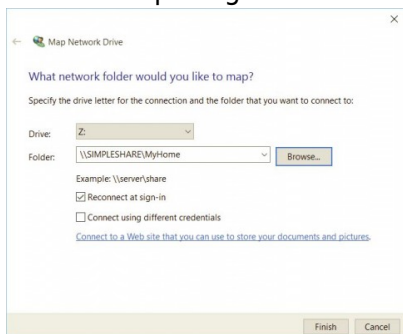 Map Network Drive
What network folder would you like to map?
Specify the drive letter for the connection and the folder that you want to connect to:
Drive: Z:
Folder: \\SIMPLESHARE\MyHome Browse...
Example: \\server\share
Reconnect at sign-in
Connect using different credentials
Connect to a Web site that you can use to store your documents and pictures.
Finish Cancel